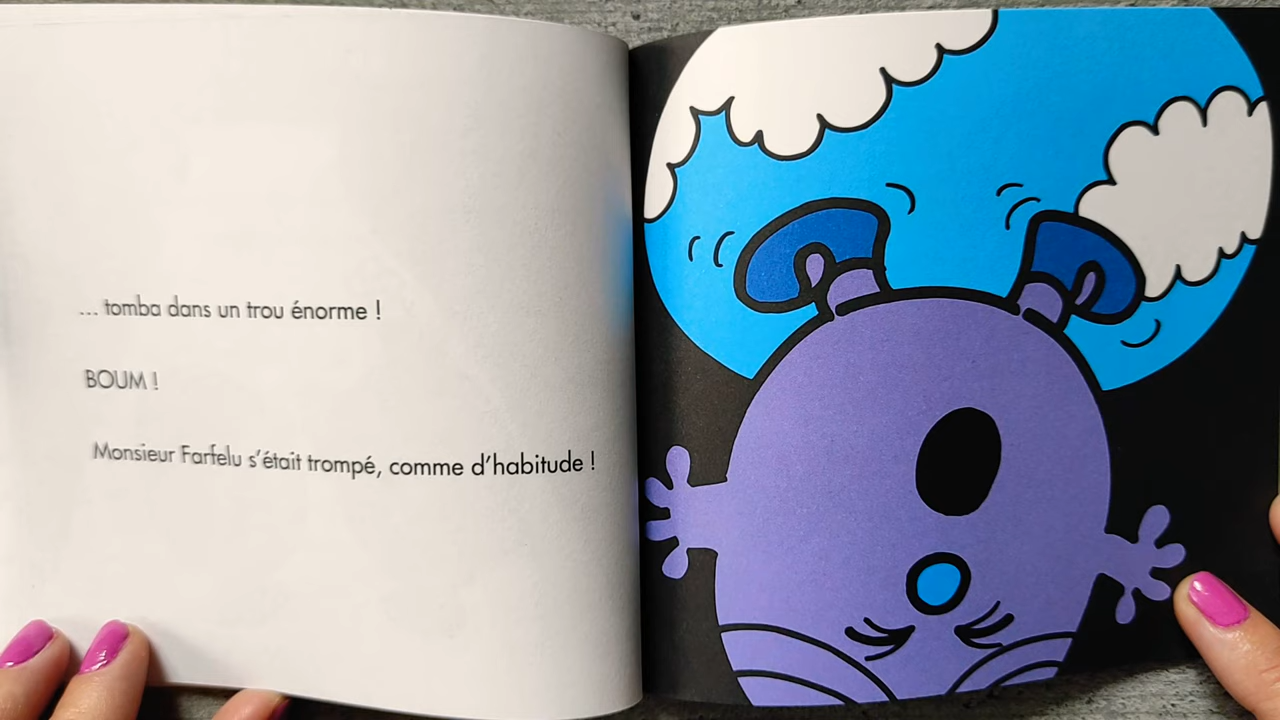 ... tomba dans un trou énorme !
BOUM !
Monsieur Farfelu s'était trompé, comme d'habitude !